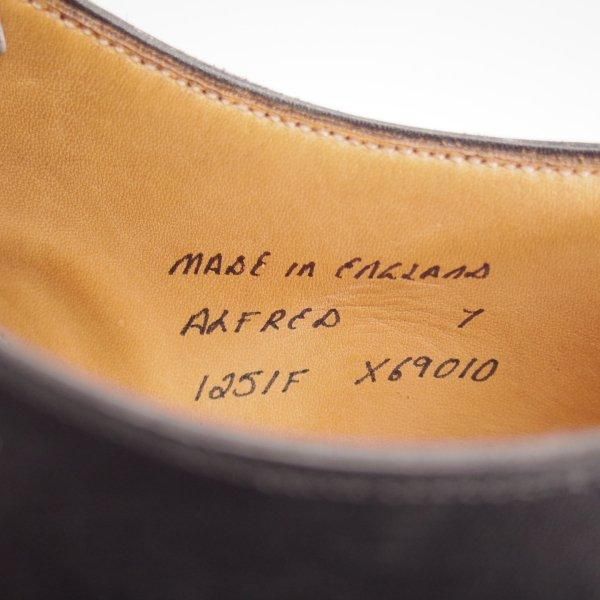 MADE IN ENGLAND
ALFRED 7
1251F X69010